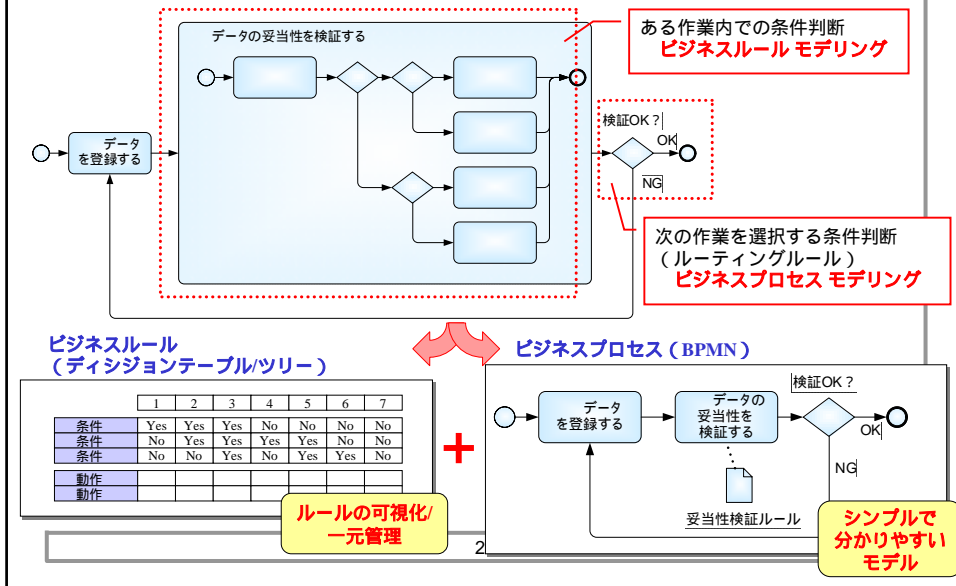 データの妥当性を検証する
ある作業内での条件判断
ビジネスルール モデリング
データ
を登録する
検証OK？
OK
NG
次の作業を選択する条件判断
（ルーティングルール）
ビジネスプロセス モデリング
ビジネスルール
（ディシジョンテーブル/ツリー）
ビジネスプロセス（BPMN）
1 2 3 4 5 6 7
条件 Yes Yes Yes No No No No
条件 No Yes Yes Yes Yes No No
条件 No No Yes No Yes Yes No
動作
動作
ルールの可視化/
一元管理
+
データ
を登録する
データの
妥当性を
検証する
検証OK？
OK
NG
妥当性検証ルール
シンプルで
分かりやすい
モデル
2